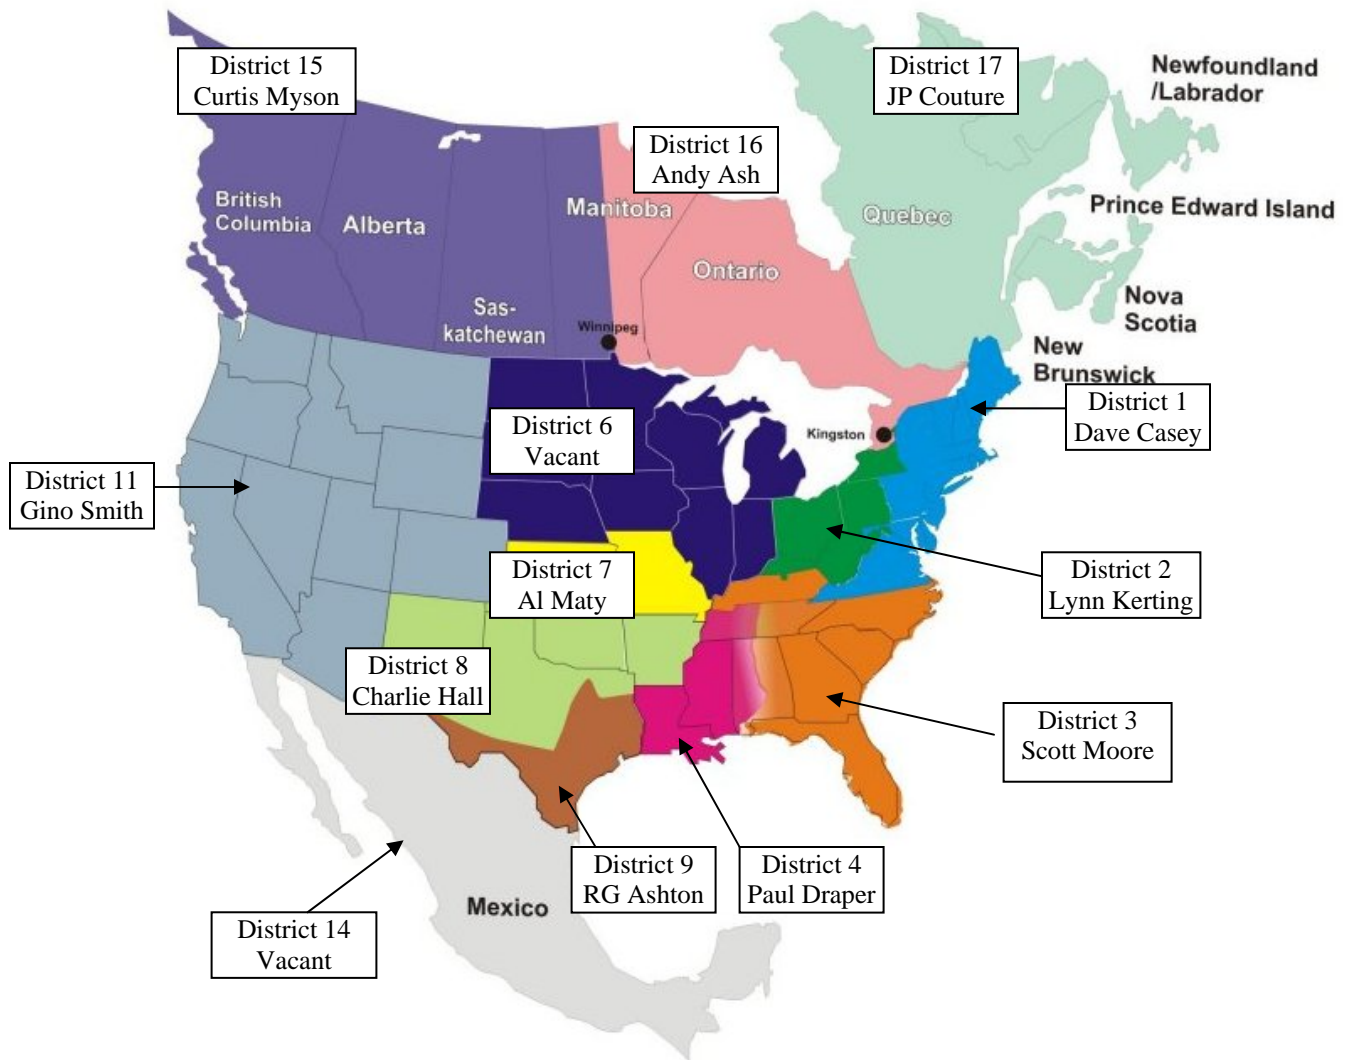 District 15
Curtis Myson
District 17
JP Couture
Newfoundland
/Labrador
District 16
Andy Ash
British
Columbia
Alberta
Manitoba
Quebec
Prince Edward Island
Ontario
Sas-
katchewan
Winnipeg
Nova
Scotia
New
Brunswick
District 1
Dave Casey
District 6
Vacant
Kingston
District 11
Gino Smith
District 7
Al Maty
District 2
Lynn Kerting
District 8
Charlie Hall
District 3
Scott Moore
District 9
RG Ashton
District 4
Paul Draper
Mexico
District 14
Vacant